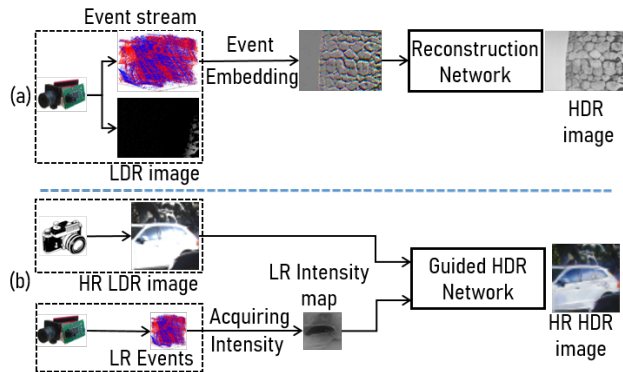 Event stream
(a)
LDR image
Event
Embedding
Reconstruction
Network
HDR
image
(b)
HR LDR image
LR Events
Acquiring
Intensity
LR Intensity
map
Guided HDR
Network
HR HDR
image